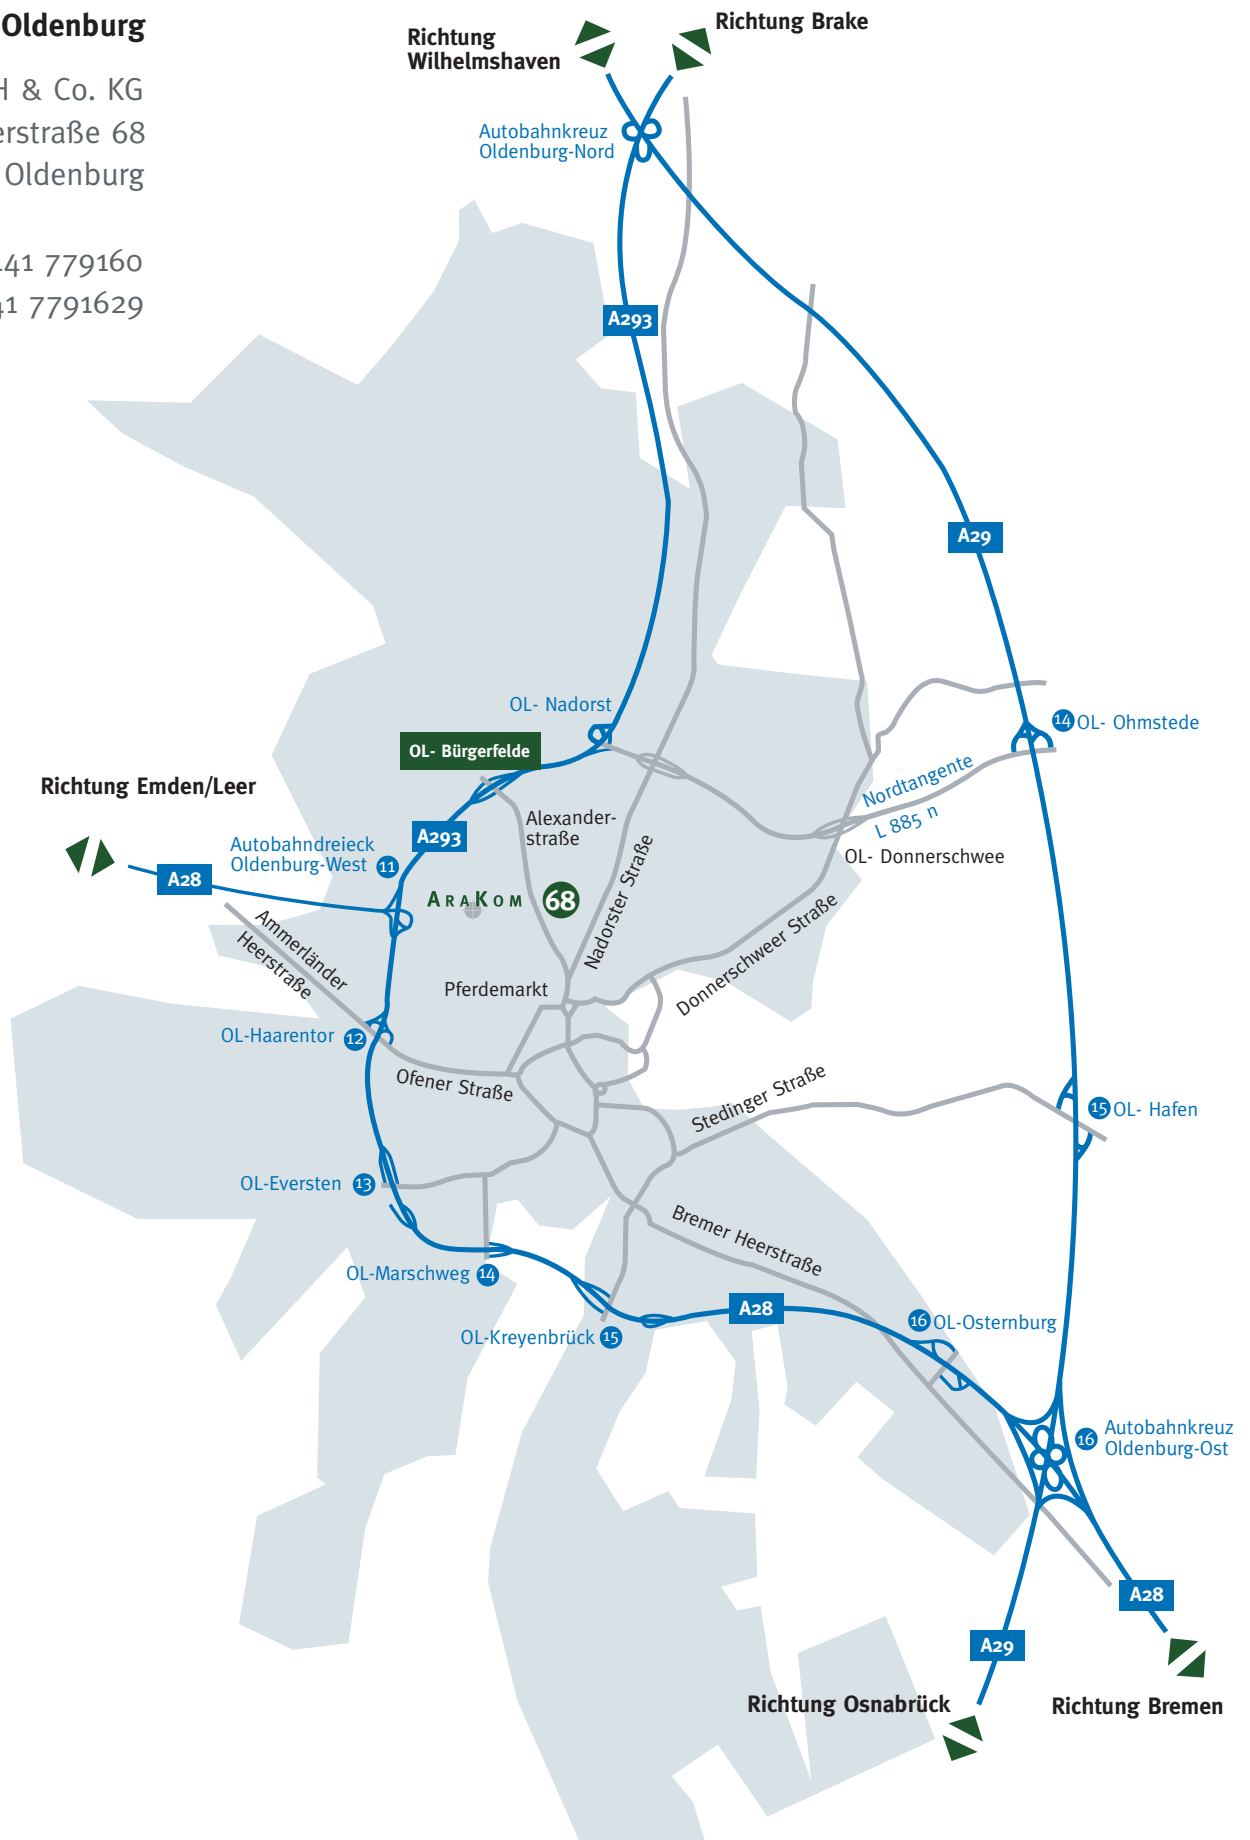 Oldenburg
H & Co. KG
erstraße 68
Oldenburg
41 779160
41 7791629
Richtung
Wilhelmshaven
Richtung Brake
Autobahnkreuz
Oldenburg-Nord
A293
A29
OL- Nadorst
OL- Bürgerfelde
14 OL- Ohmstede
Nordtangente
L 885 n
OL- Donnerschwee
Richtung Emden/Leer
A28
Autobahndreieck
Oldenburg-West 11
A293
Alexander-
straße
ARAKOM 68
Nadorster Straße
Donnerschweer Straße
Ammerländer
Heerstraße
Pferdemarkt
OL-Haarentor 12
Ofener Straße
Stedinger Straße
15 OL- Hafen
OL-Eversten 13
Bremer Heerstraße
OL-Marschweg 14
A28
OL-Kreyenbrück 15
16 OL-Osternburg
16 Autobahnkreuz
Oldenburg-Ost
A28
A29
Richtung Osnabrück
Richtung Bremen